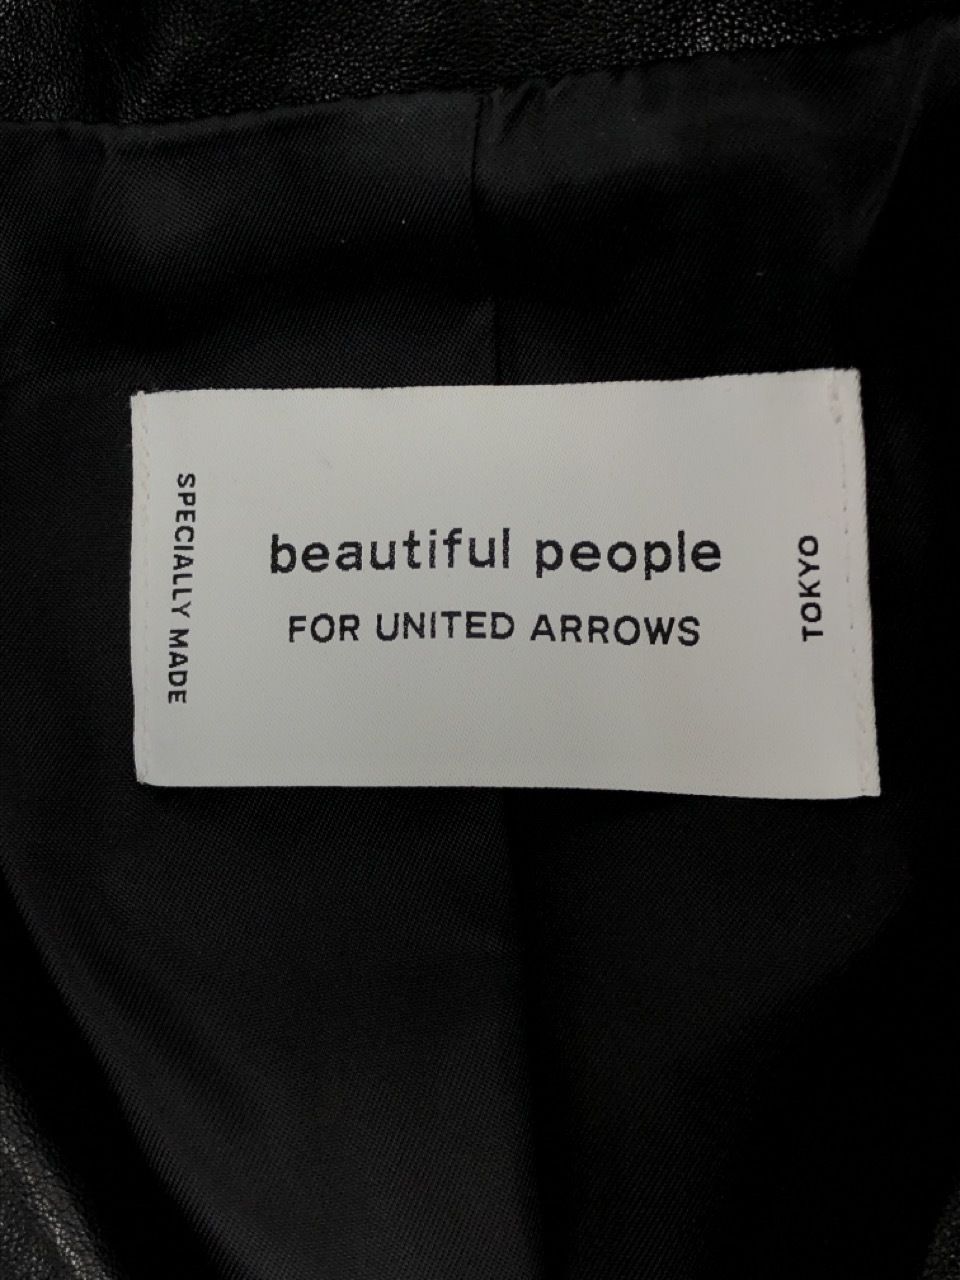 SPECIALLY MADE
beautiful people
FOR UNITED ARROWS
TOKYO